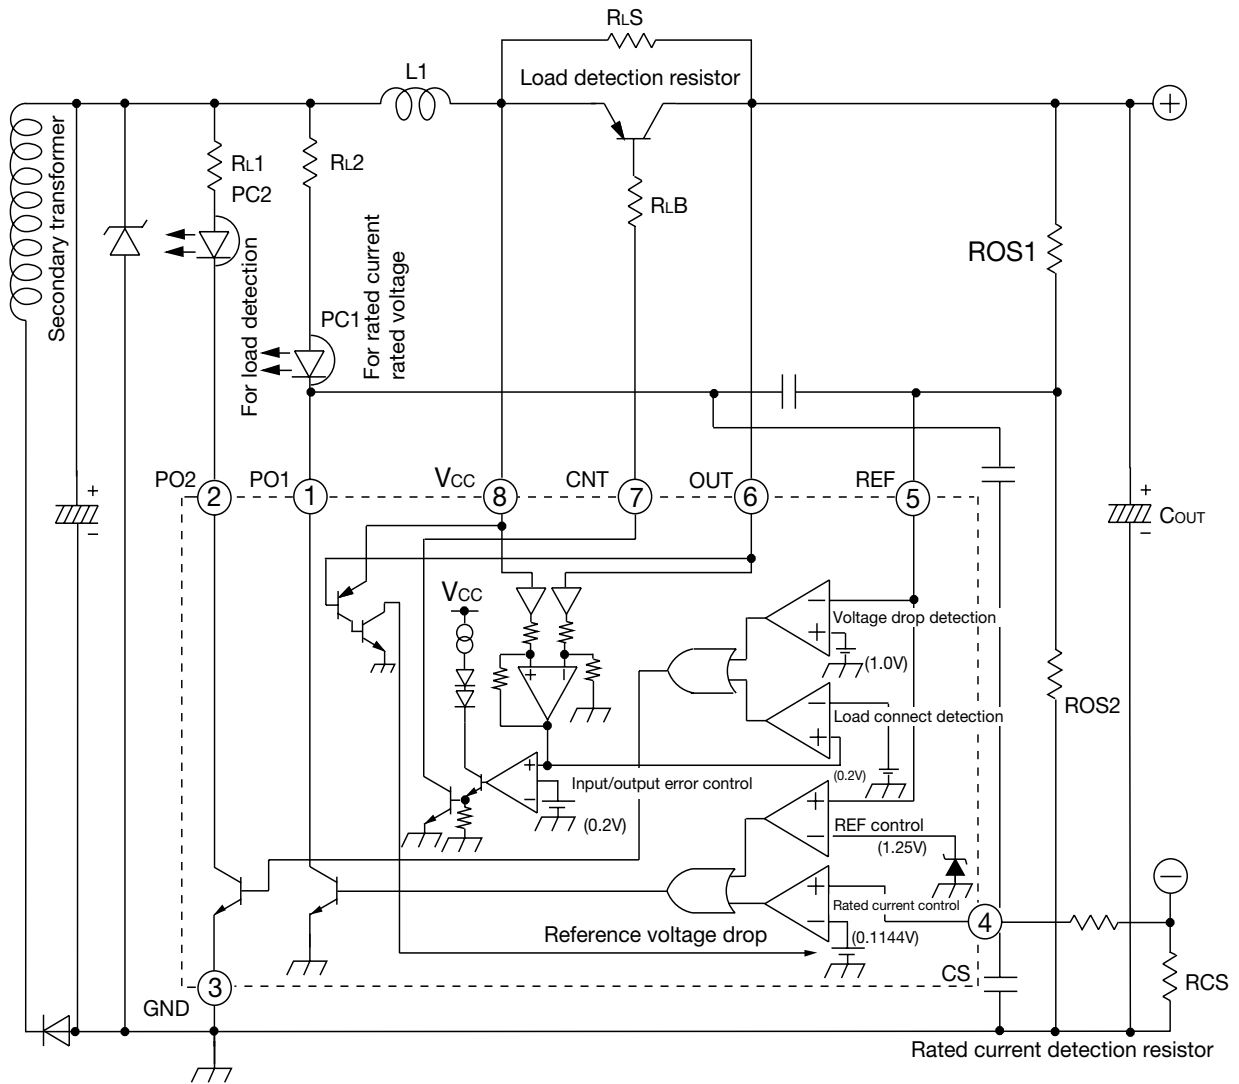 RLS
Load detection resistor
L1
Secondary transformer
RL1
PC2
RL2
RLB
ROS1
For load detection
PC1
For rated current
rated voltage
PO2
PO1
VCC
CNT
OUT
REF
2
1
8
7
6
5
+
-
+
-
COUT
VCC
Voltage drop detection
-
+
(1.0V)
+
-
Load connect detection
-
+
(0.2V)
ROS2
Input/output error control
+
-
(0.2V)
REF control
+
-
(1.25V)
Rated current control
+
-
(0.1144V)
4
CS
Reference voltage drop
3
GND
RCS
Rated current detection resistor